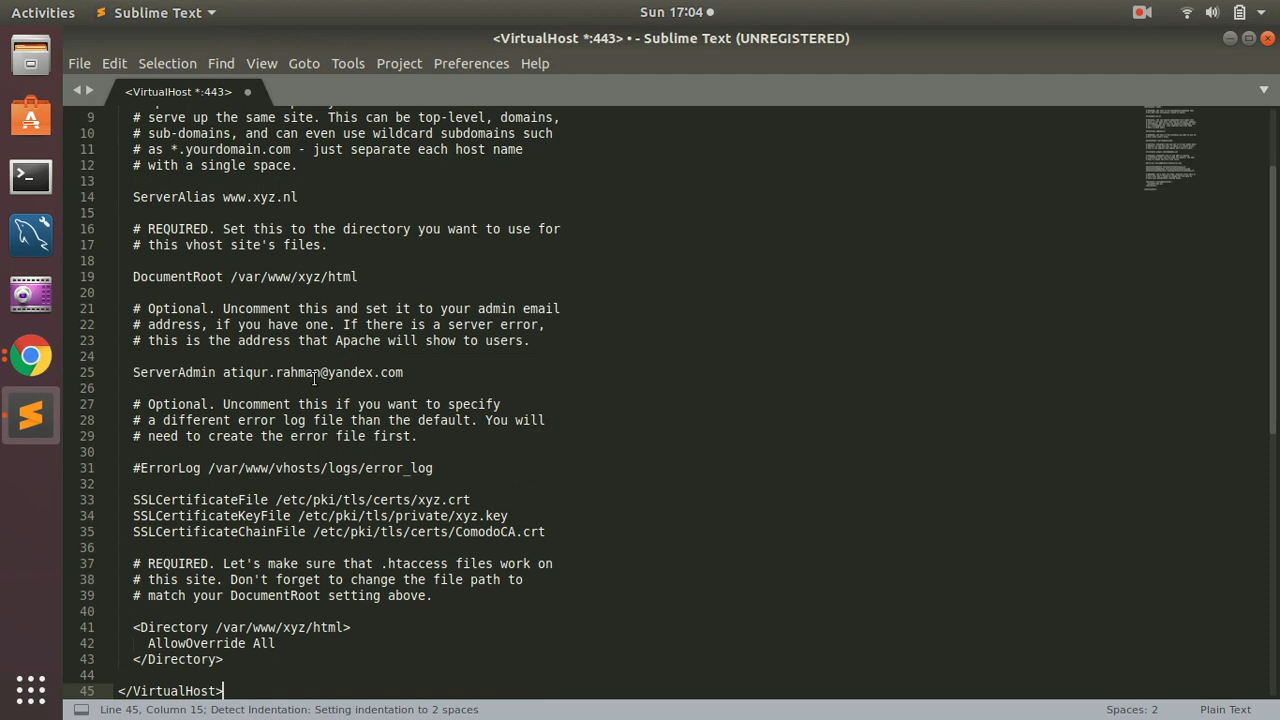 Activities Sublime Text Sun 17:04
<VirtualHost *:443> • - Sublime Text (UNREGISTERED)
File Edit Selection Find View Goto Tools Project Preferences Help
<VirtualHost *:443>
9 # serve up the same site. This can be top-level, domains,
10 # sub-domains, and can even use wildcard subdomains such
11 # as *.yourdomain.com - just separate each host name
12 # with a single space.
13
14 ServerAlias www.xyz.nl
15
16 # REQUIRED. Set this to the directory you want to use for
17 # this vhost site's files.
18
19 DocumentRoot /var/www/xyz/html
20
21 # Optional. Uncomment this and set it to your admin email
22 # address, if you have one. If there is a server error,
23 # this is the address that Apache will show to users.
24
25 ServerAdmin atiqur.rahman@yandex.com
26
27 # Optional. Uncomment this if you want to specify
28 # a different error log file than the default. You will
29 # need to create the error file first.
30
31 #ErrorLog /var/www/vhosts/logs/error_log
32
33 SSLCertificateFile /etc/pki/tls/certs/xyz.crt
34 SSLCertificateKeyFile /etc/pki/tls/private/xyz.key
35 SSLCertificateChainFile /etc/pki/tls/certs/ComodoCA.crt
36
37 # REQUIRED. Let's make sure that .htaccess files work on
38 # this site. Don't forget to change the file path to
39 # match your DocumentRoot setting above.
40
41 <Directory /var/www/xyz/html>
42 AllowOverride All
43 </Directory>
44
45 </VirtualHost>
Line 45, Column 15; Detect Indentation: Setting indentation to 2 spaces Spaces: 2 Plain Text